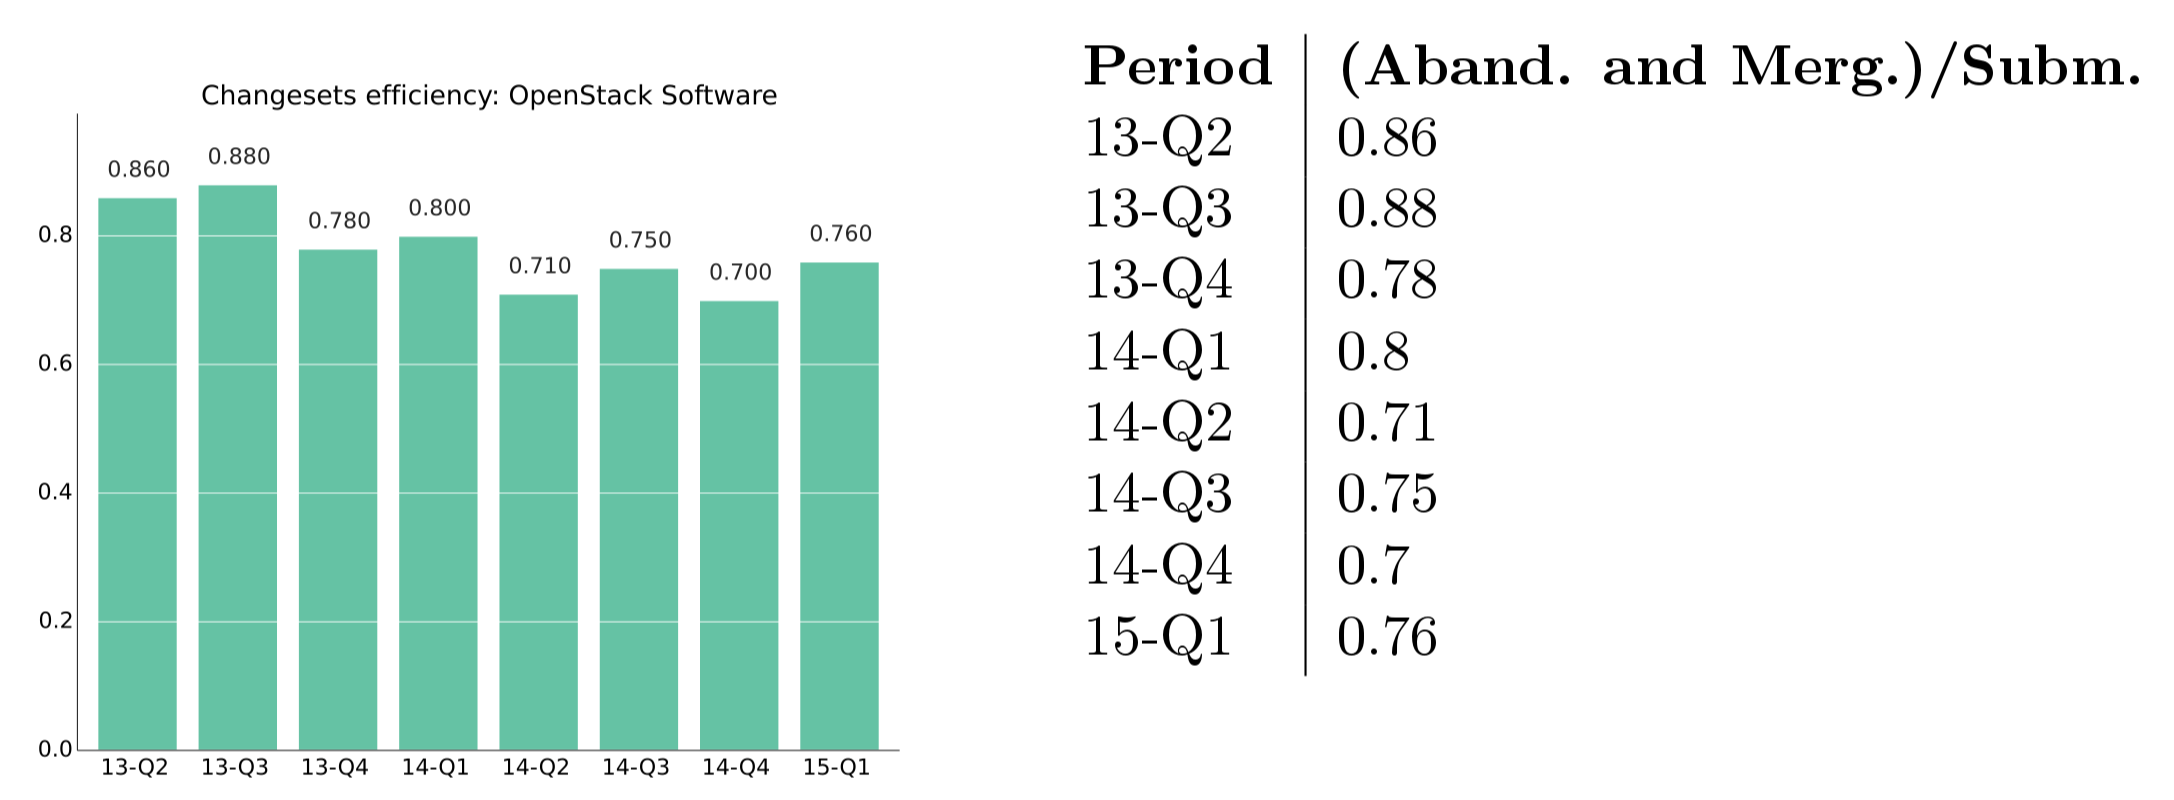 Changesets efficiency: OpenStack Software
0.860
0.880
0.780
0.800
0.710
0.750
0.700
0.760
0.8
0.6
0.4
0.2
0.0
13-Q2 13-Q3 13-Q4 14-Q1 14-Q2 14-Q3 14-Q4 15-Q1
Period (Aband. and Merg.)/Subm.
13-Q2 0.86
13-Q3 0.88
13-Q4 0.78
14-Q1 0.8
14-Q2 0.71
14-Q3 0.75
14-Q4 0.7
15-Q1 0.76